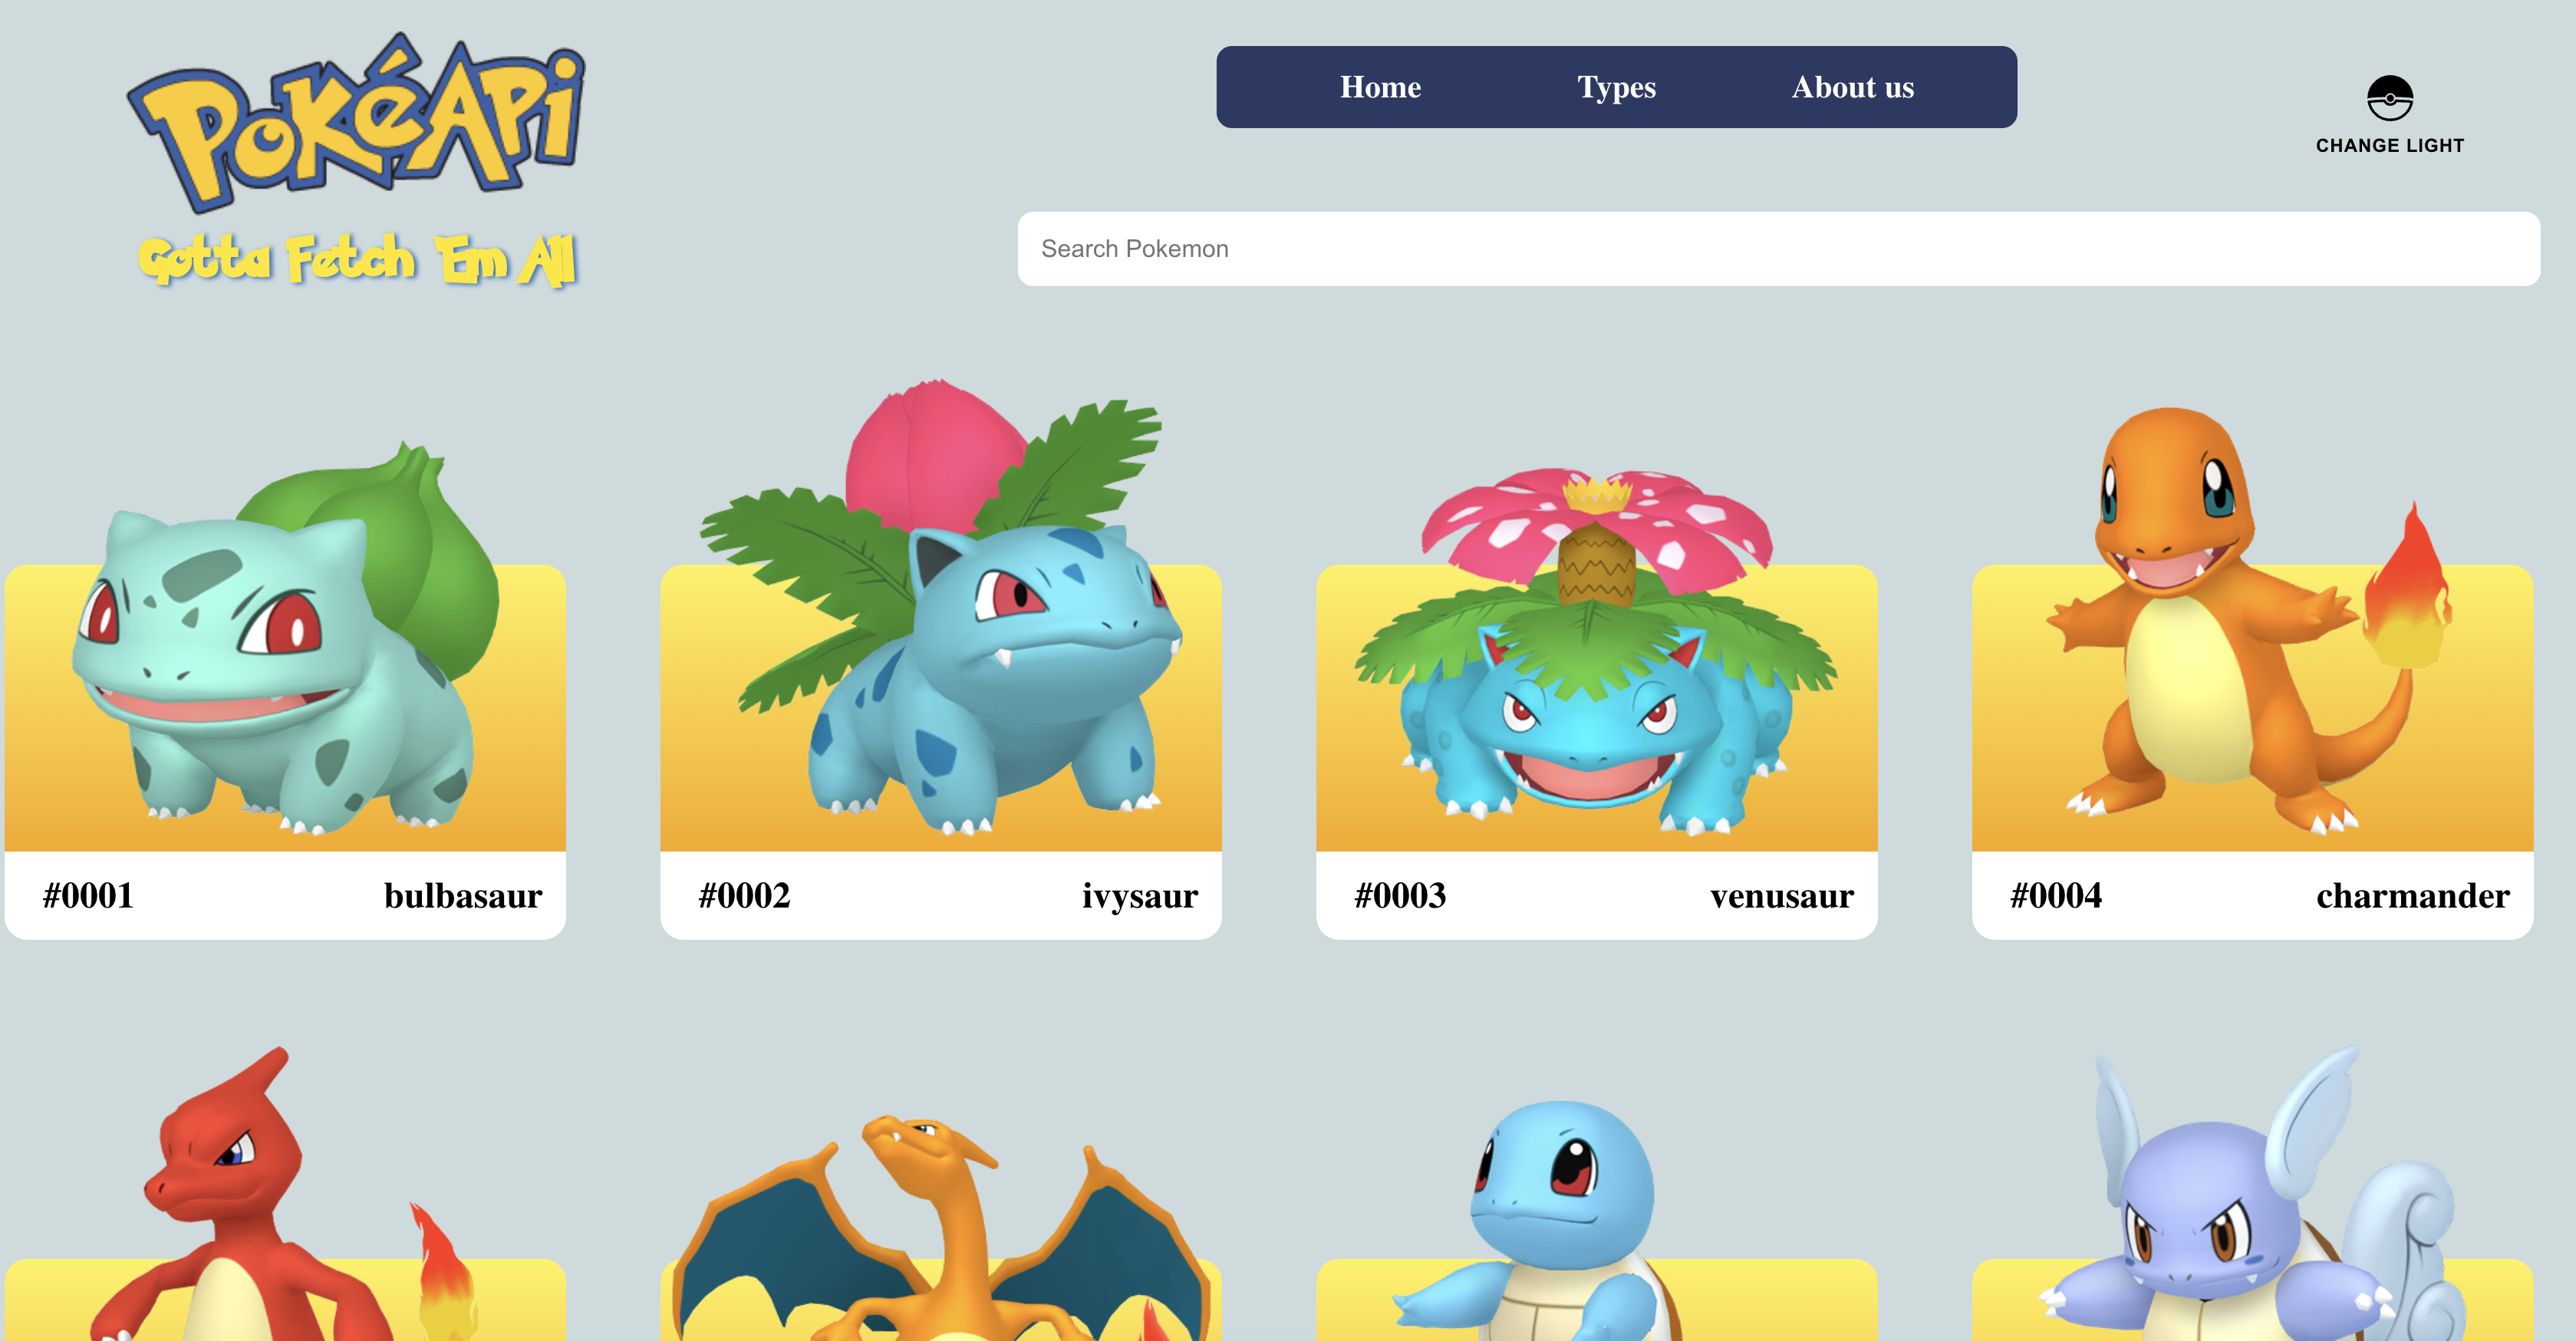 PokéAPi
Gotta Fetch 'Em All
Home Types About us
CHANGE LIGHT
Search Pokemon
#0001 bulbasaur
#0002 ivysaur
#0003 venusaur
#0004 charmander